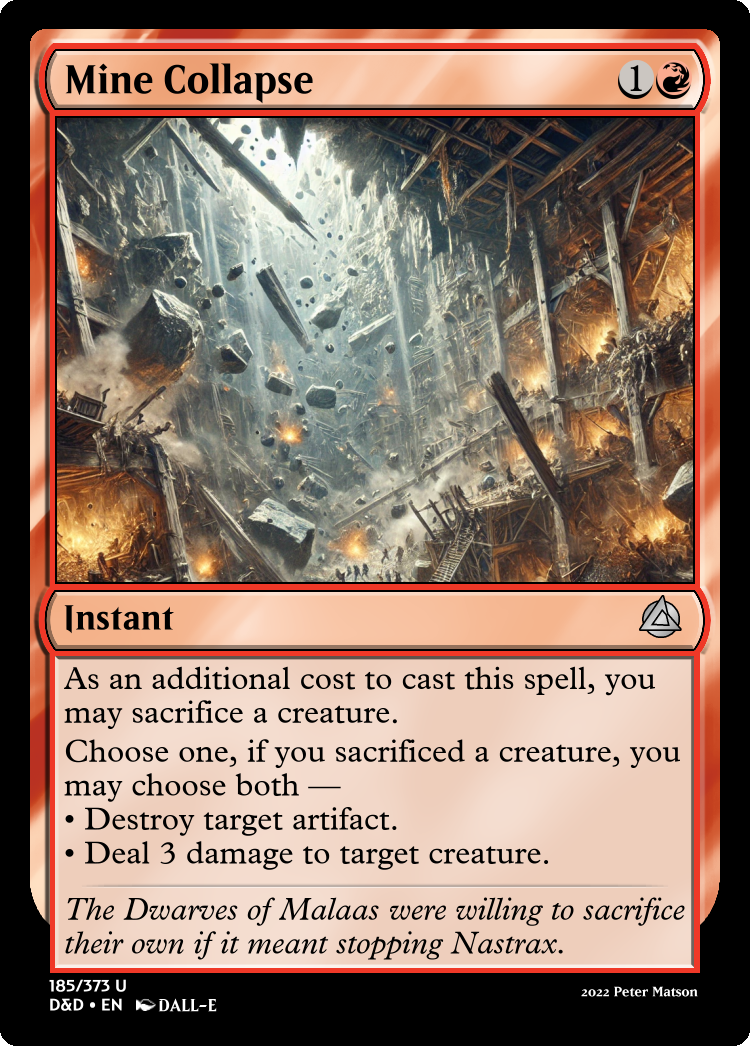 Mine Collapse 1
Instant
As an additional cost to cast this spell, you
may sacrifice a creature.
Choose one, if you sacrificed a creature, you
may choose both —
• Destroy target artifact.
• Deal 3 damage to target creature.
The Dwarves of Malaas were willing to sacrifice
their own if it meant stopping Nastrax.
185/373 U
D&D • EN DALL-E
2022 Peter Matson